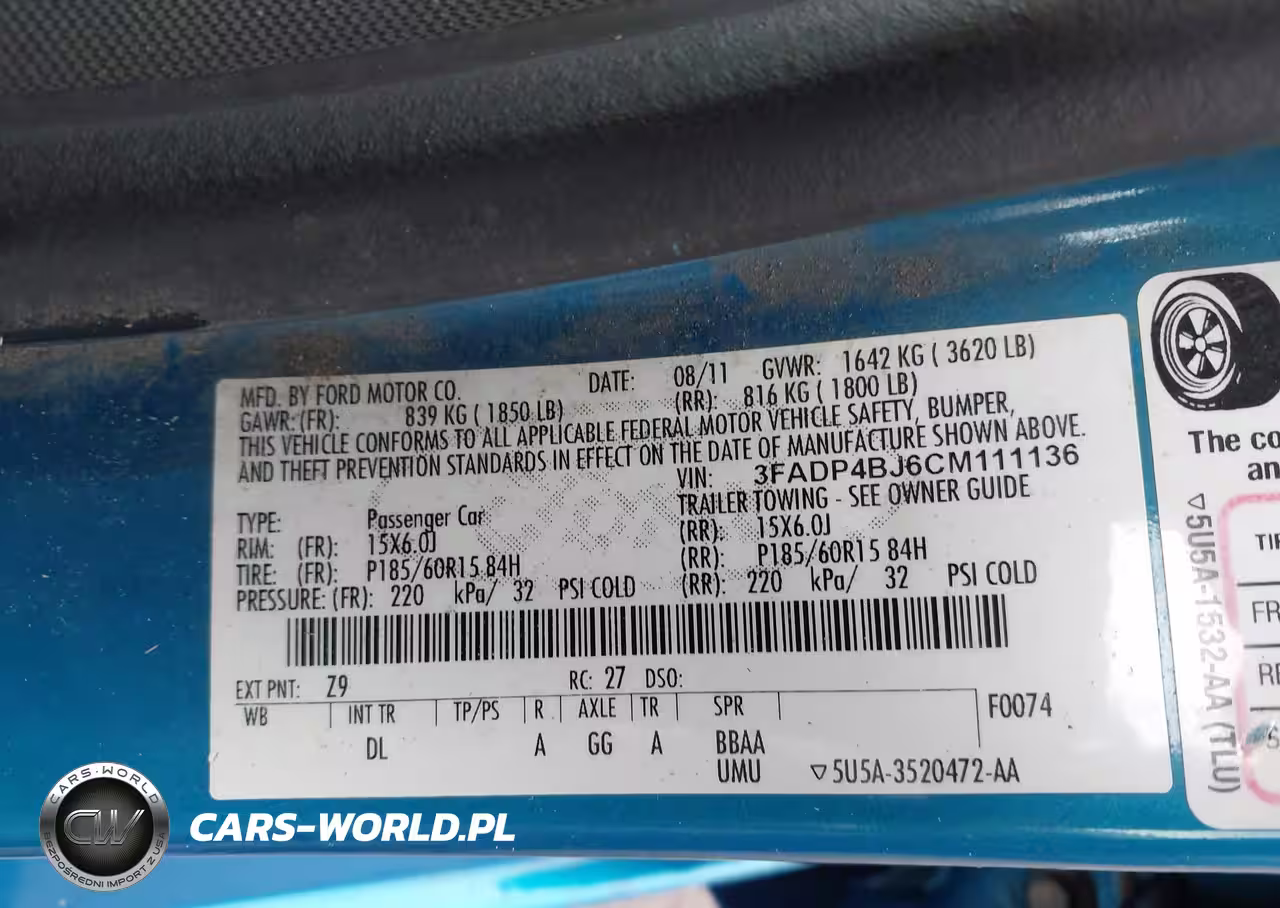 MFD. BY FORD MOTOR CO. DATE: 08/11 GVWR: 1642 KG ( 3620 LB)
GAWR:(FR): 839 KG ( 1850 LB) (RR): 816 KG ( 1800 LB)
THIS VEHICLE CONFORMS TO ALL APPLICABLE FEDERAL MOTOR VEHICLE SAFETY, BUMPER,
AND THEFT PREVENTION STANDARDS IN EFFECT ON THE DATE OF MANUFACTURE SHOWN ABOVE.
VIN: 3FADP4BJ6CM111136
TRAILER TOWING - SEE OWNER GUIDE
TYPE: Passenger Car
RIM: (FR): 15X6.0J (RR): 15X6.0J
TIRE: (FR): P185/60R15 84H (RR): P185/60R15 84H
PRESSURE: (FR): 220 kPa/ 32 PSI COLD (RR): 220 kPa/ 32 PSI COLD
EXT PNT: Z9 RC: 27 DSO:
WB INT TR TP/PS R AXLE TR SPR F0074
DL A GG A BBAA
UMU ▽5U5A-3520472-AA
The co
an
▽5U5A-1532-AA (TLU)
TIR
FR
RE
S
CARS-WORLD
CW
BEZPOŚREDNI IMPORT Z USA
CARS-WORLD.PL